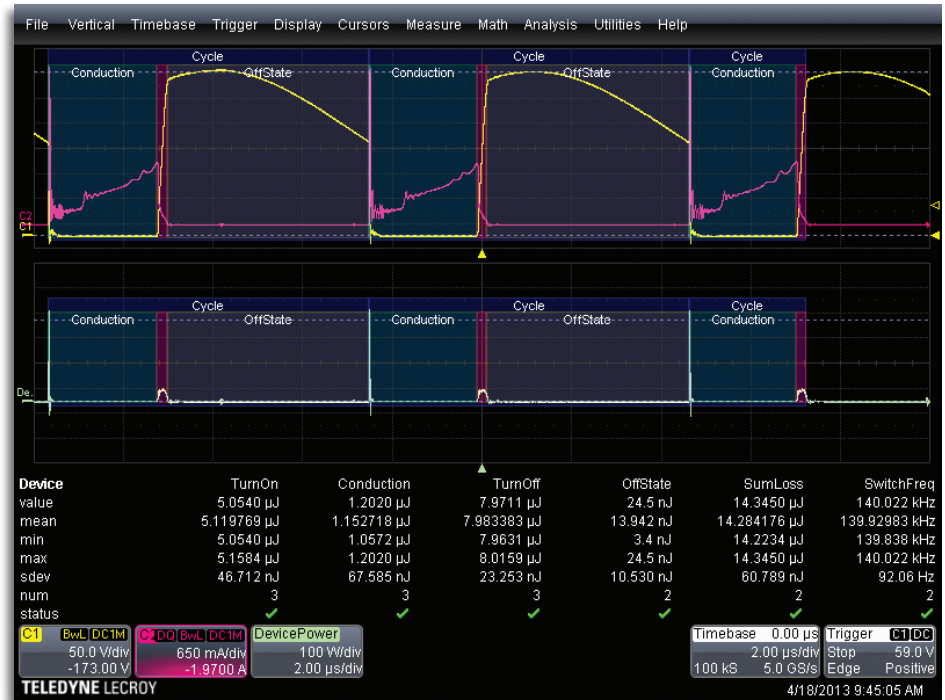 File Vertical Timebase Trigger Display Cursors Measure Math Analysis Utilities Help
Cycle Cycle Cycle
Conduction OffState Conduction OffState Conduction
C2
C1
Cycle Cycle Cycle
Conduction OffState Conduction OffState Conduction
De.
Device TurnOn Conduction TurnOff OffState SumLoss SwitchFreq
value 5.0540 µJ 1.2020 µJ 7.9711 µJ 24.5 nJ 14.3450 µJ 140.022 kHz
mean 5.119769 µJ 1.152718 µJ 7.983383 µJ 13.942 nJ 14.284176 µJ 139.92983 kHz
min 5.0540 µJ 1.0572 µJ 7.9631 µJ 3.4 nJ 14.2234 µJ 139.838 kHz
max 5.1584 µJ 1.2020 µJ 8.0159 µJ 24.5 nJ 14.3450 µJ 140.022 kHz
sdev 46.712 nJ 67.585 nJ 23.253 nJ 10.530 nJ 60.789 nJ 92.06 Hz
num 3 3 3 2 2 2
status
C1 BwL DC1M C2 DQ BwL DC1M DevicePower Timebase 0.00 µs Trigger C1 DC
50.0 V/div 650 mA/div 100 W/div 2.00 µs/div Stop 59.0 V
-173.00 V -1.9700 A 2.00 µs/div 100 kS 5.0 GS/s Edge Positive
TELEDYNE LECROY 4/18/2013 9:45:05 AM